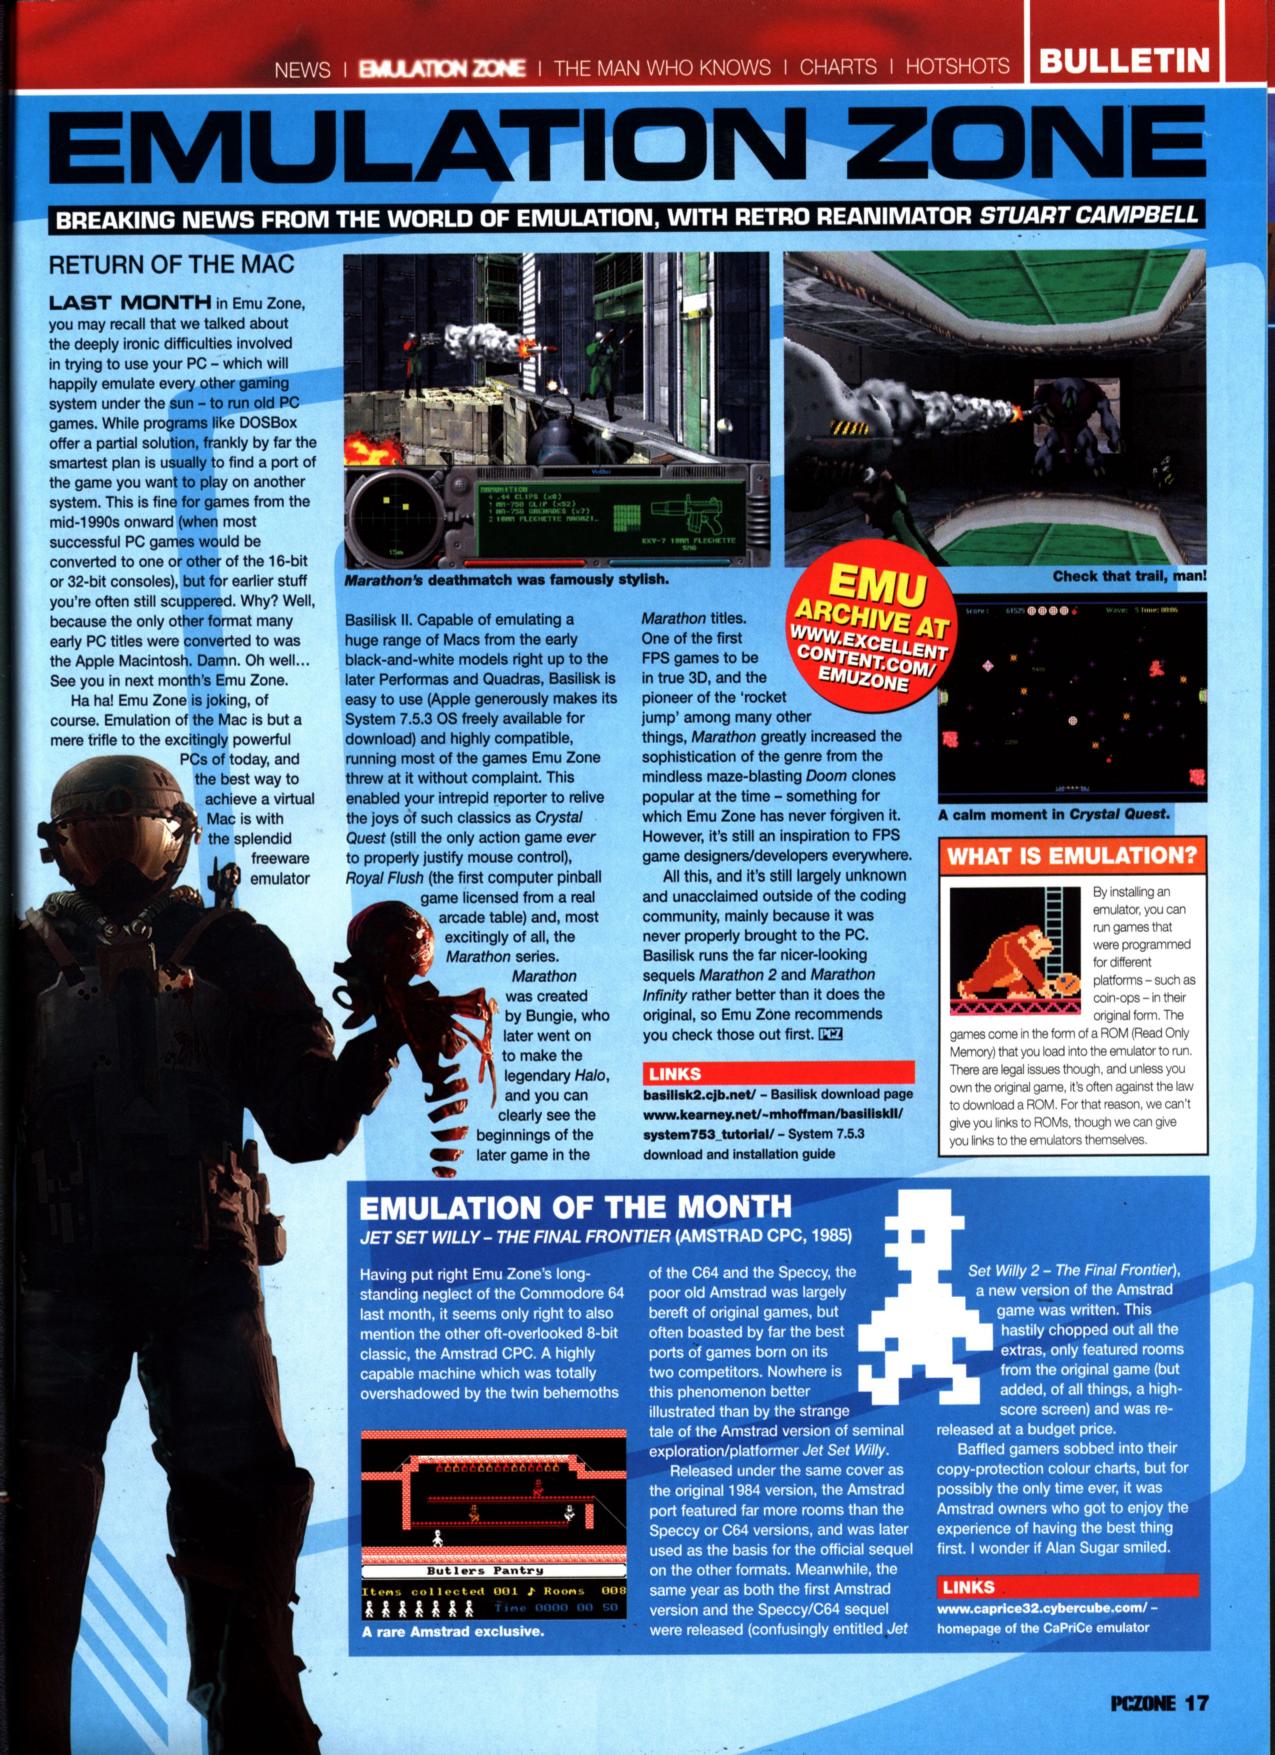 NEWS | EMULATION ZONE | THE MAN WHO KNOWS | CHARTS | HOTSHOTS
BULLETIN
EMULATION ZONE
BREAKING NEWS FROM THE WORLD OF EMULATION, WITH RETRO REANIMATOR STUART CAMPBELL
RETURN OF THE MAC
LAST MONTH in Emu Zone,
you may recall that we talked about
the deeply ironic difficulties involved
in trying to use your PC – which will
happily emulate every other gaming
system under the sun – to run old PC
games. While programs like DOSBox
offer a partial solution, frankly by far the
smartest plan is usually to find a port of
the game you want to play on another
system. This is fine for games from the
mid-1990s onward (when most
successful PC games would be
converted to one or other of the 16-bit
or 32-bit consoles), but for earlier stuff
you're often still scuppered. Why? Well,
because the only other format many
early PC titles were converted to was
the Apple Macintosh. Damn. Oh well...
See you in next month's Emu Zone.
Ha ha! Emu Zone is joking, of
course. Emulation of the Mac is but a
mere trifle to the excitingly powerful
PCs of today, and
the best way to
achieve a virtual
Mac is with
the splendid
freeware
emulator
Marathon's deathmatch was famously stylish.
Basilisk II. Capable of emulating a
huge range of Macs from the early
black-and-white models right up to the
later Performas and Quadras, Basilisk is
easy to use (Apple generously makes its
System 7.5.3 OS freely available for
download) and highly compatible,
running most of the games Emu Zone
threw at it without complaint. This
enabled your intrepid reporter to relive
the joys of such classics as Crystal
Quest (still the only action game ever
to properly justify mouse control),
Royal Flush (the first computer pinball
game licensed from a real
arcade table) and, most
excitingly of all, the
Marathon series.
Marathon
was created
by Bungie, who
later went on
to make the
legendary Halo,
and you can
clearly see the
beginnings of the
later game in the
Marathon titles.
One of the first
FPS games to be
in true 3D, and the
pioneer of the 'rocket
jump' among many other
things, Marathon greatly increased the
sophistication of the genre from the
mindless maze-blasting Doom clones
popular at the time – something for
which Emu Zone has never forgiven it.
However, it's still an inspiration to FPS
game designers/developers everywhere.
All this, and it's still largely unknown
and unacclaimed outside of the coding
community, mainly because it was
never properly brought to the PC.
Basilisk runs the far nicer-looking
sequels Marathon 2 and Marathon
Infinity rather better than it does the
original, so Emu Zone recommends
you check those out first. PCZ
LINKS
basilisk2.cjb.net/ – Basilisk download page
www.kearney.net/~mhoffman/basiliskII/
system753_tutorial/ – System 7.5.3
download and installation guide
Check that trail, man!
EMU
ARCHIVE AT
WWW.EXCELLENT
CONTENT.COM/
EMUZONE
Score: 61525 Wave: 5 Time: 00:06
A calm moment in Crystal Quest.
WHAT IS EMULATION?
By installing an
emulator, you can
run games that
were programmed
for different
platforms – such as
coin-ops – in their
original form. The
games come in the form of a ROM (Read Only
Memory) that you load into the emulator to run.
There are legal issues though, and unless you
own the original game, it's often against the law
to download a ROM. For that reason, we can't
give you links to ROMs, though we can give
you links to the emulators themselves.
EMULATION OF THE MONTH
JET SET WILLY – THE FINAL FRONTIER (AMSTRAD CPC, 1985)
Having put right Emu Zone's long-
standing neglect of the Commodore 64
last month, it seems only right to also
mention the other oft-overlooked 8-bit
classic, the Amstrad CPC. A highly
capable machine which was totally
overshadowed by the twin behemoths
Butlers Pantry
Items collected 001 ♪ Rooms 008
Time 0000 00 50
A rare Amstrad exclusive.
of the C64 and the Speccy, the
poor old Amstrad was largely
bereft of original games, but
often boasted by far the best
ports of games born on its
two competitors. Nowhere is
this phenomenon better
illustrated than by the strange
tale of the Amstrad version of seminal
exploration/platformer Jet Set Willy.
Released under the same cover as
the original 1984 version, the Amstrad
port featured far more rooms than the
Speccy or C64 versions, and was later
used as the basis for the official sequel
on the other formats. Meanwhile, the
same year as both the first Amstrad
version and the Speccy/C64 sequel
were released (confusingly entitled Jet
Set Willy 2 – The Final Frontier),
a new version of the Amstrad
game was written. This
hastily chopped out all the
extras, only featured rooms
from the original game (but
added, of all things, a high-
score screen) and was re-
released at a budget price.
Baffled gamers sobbed into their
copy-protection colour charts, but for
possibly the only time ever, it was
Amstrad owners who got to enjoy the
experience of having the best thing
first. I wonder if Alan Sugar smiled.
LINKS
www.caprice32.cybercube.com/ –
homepage of the CaPriCe emulator
PCZONE 17